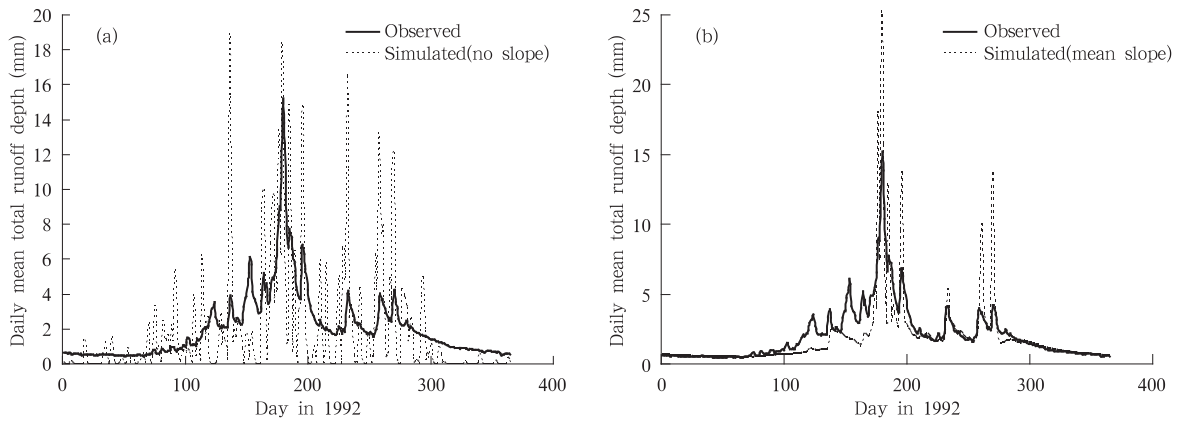 (a)
Observed
Simulated(no slope)
Daily mean total runoff depth (mm)
20
18
16
14
12
10
8
6
4
2
0
0 100 200 300 400
Day in 1992
(b)
Observed
Simulated(mean slope)
Daily mean total runoff depth (mm)
25
20
15
10
5
0
0 100 200 300 400
Day in 1992